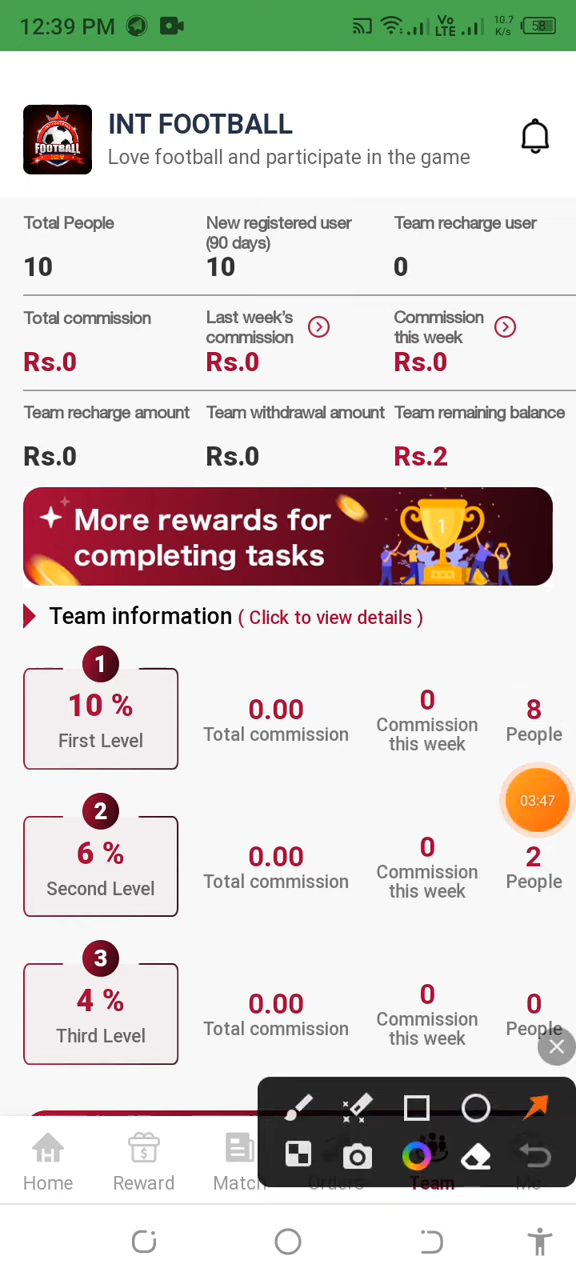 12:39 PM
Vo LTE
10.7 K/s
58
FOOTBALL
INT FOOTBALL
Love football and participate in the game
Total People
New registered user
(90 days)
Team recharge user
10
10
0
Total commission
Last week's
commission
Commission
this week
Rs.0
Rs.0
Rs.0
Team recharge amount
Team withdrawal amount
Team remaining balance
Rs.0
Rs.0
Rs.2
More rewards for
completing tasks
1
Team information ( Click to view details )
1
10 %
First Level
0.00
Total commission
0
Commission
this week
8
People
03:47
2
6 %
Second Level
0.00
Total commission
0
Commission
this week
2
People
3
4 %
Third Level
0.00
Total commission
0
Commission
this week
0
People
Home
Reward
Match
Orders
Team
Me